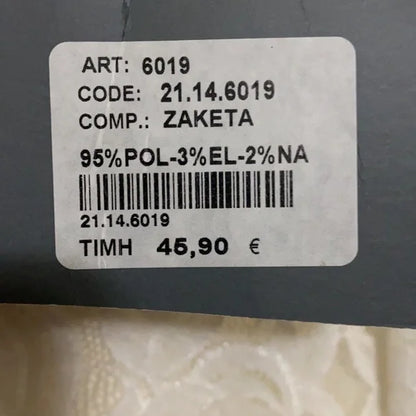 ART: 6019
CODE: 21.14.6019
COMP.: ZAKETA
95%POL-3%EL-2%NA
21.14.6019
TIMH 45,90 €